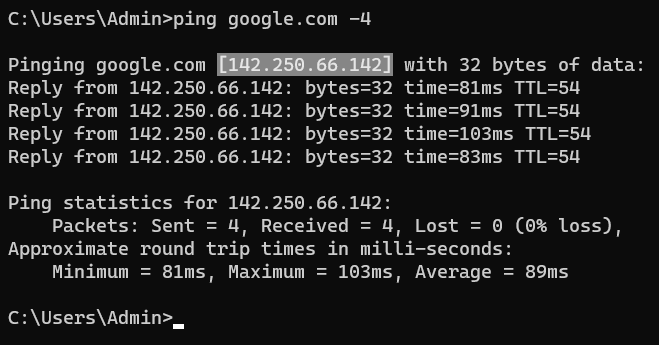 C:\Users\Admin>ping google.com -4
Pinging google.com [142.250.66.142] with 32 bytes of data:
Reply from 142.250.66.142: bytes=32 time=81ms TTL=54
Reply from 142.250.66.142: bytes=32 time=91ms TTL=54
Reply from 142.250.66.142: bytes=32 time=103ms TTL=54
Reply from 142.250.66.142: bytes=32 time=83ms TTL=54
Ping statistics for 142.250.66.142:
    Packets: Sent = 4, Received = 4, Lost = 0 (0% loss),
Approximate round trip times in milli-seconds:
    Minimum = 81ms, Maximum = 103ms, Average = 89ms
C:\Users\Admin>